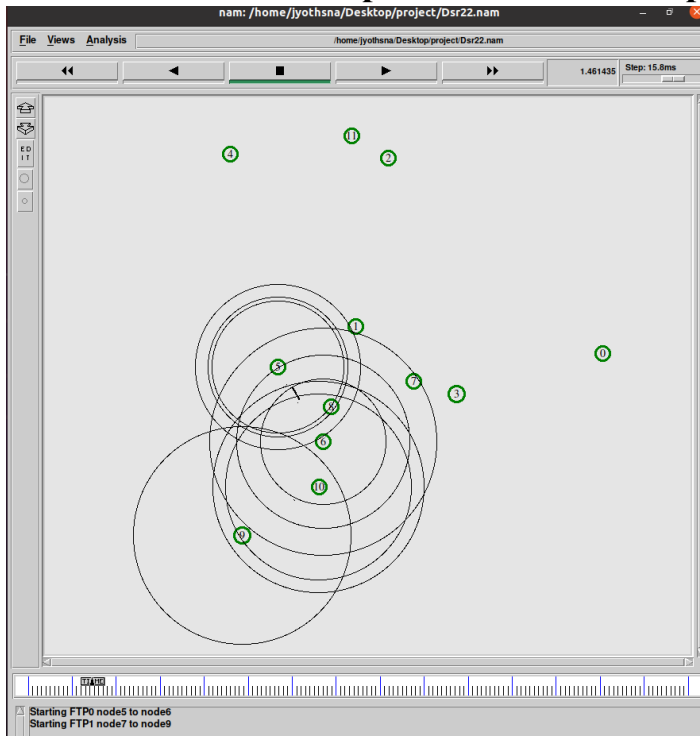 nam: /home/jyothsna/Desktop/project/Dsr22.nam
File Views Analysis /home/jyothsna/Desktop/project/Dsr22.nam
1.461435 Step: 15.8ms
ED
IT
11
4
2
1
0
5
7
3
8
6
10
9
TIME
Starting FTP0 node5 to node6
Starting FTP1 node7 to node9